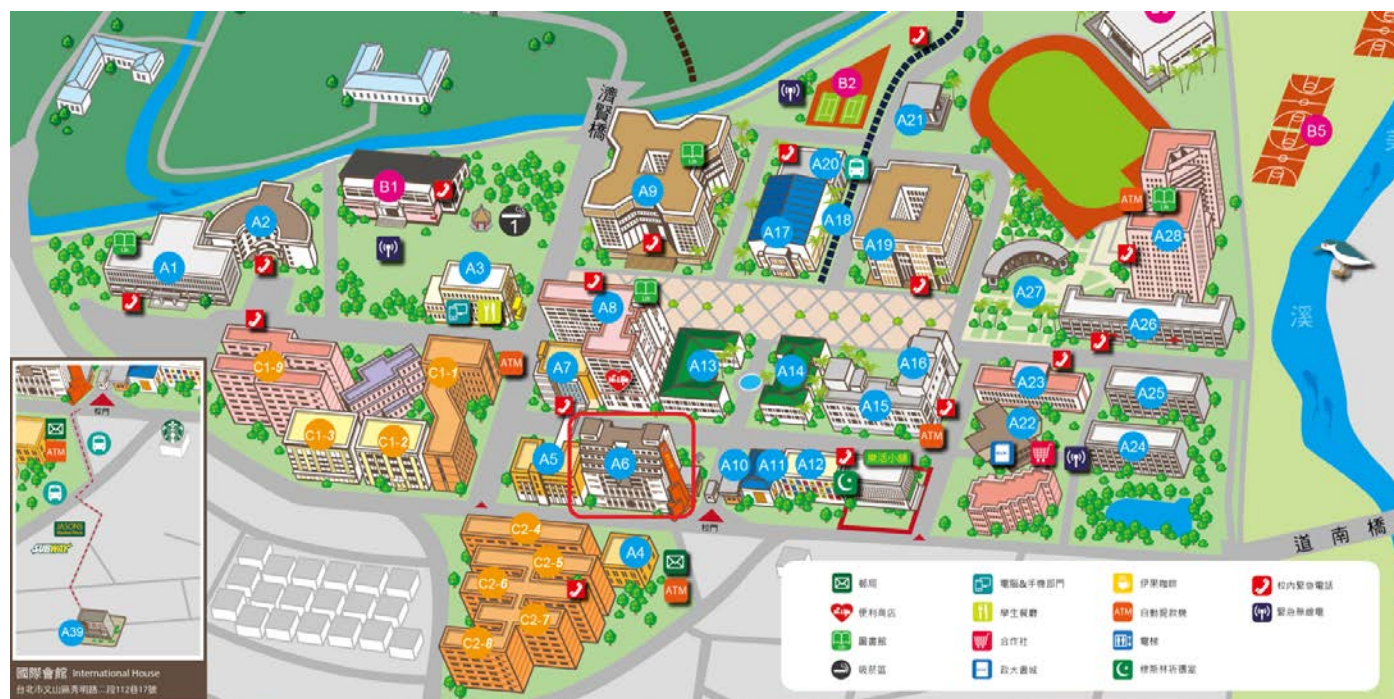 濟賢橋
B2
A21
B5
A20
A9
B1
A2
A18
A17
A19
ATM
A28
1
A1
A3
A27
溪
A8
A26
A16
C1-9
C1-1
ATM
A7
A13
A14
A23
A25
A15
校門
C1-3
C1-2
A22
ATM
A24
ATM
A5
A6
A10
A11
A12
樂活小舖
校門
道南橋
C2-4
C2-5
A4
C2-6
ATM
C2-7
C2-8
JASONS
SUBWAY
A39
國際會館 International House
台北市文山區秀明路二段112巷17號
郵局
電腦&手機部門
伊果咖啡
校內緊急電話
便利商店
學生餐廳
ATM
自動提款機
緊急無線電
圖書館
合作社
電梯
吸菸區
政大書城
穆斯林祈禱室